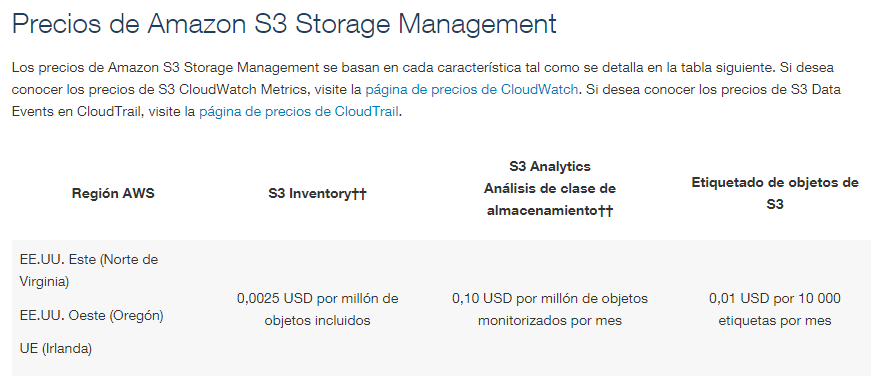 Precios de Amazon S3 Storage Management
Los precios de Amazon S3 Storage Management se basan en cada característica tal como se detalla en la tabla siguiente. Si desea
conocer los precios de S3 CloudWatch Metrics, visite la página de precios de CloudWatch. Si desea conocer los precios de S3 Data
Events en CloudTrail, visite la página de precios de CloudTrail.
Región AWS
S3 Inventory††
S3 Analytics
Análisis de clase de
almacenamiento††
Etiquetado de objetos de
S3
EE.UU. Este (Norte de
Virginia)
EE.UU. Oeste (Oregón)
UE (Irlanda)
0,0025 USD por millón de
objetos incluidos
0,10 USD por millón de objetos
monitorizados por mes
0,01 USD por 10 000
etiquetas por mes